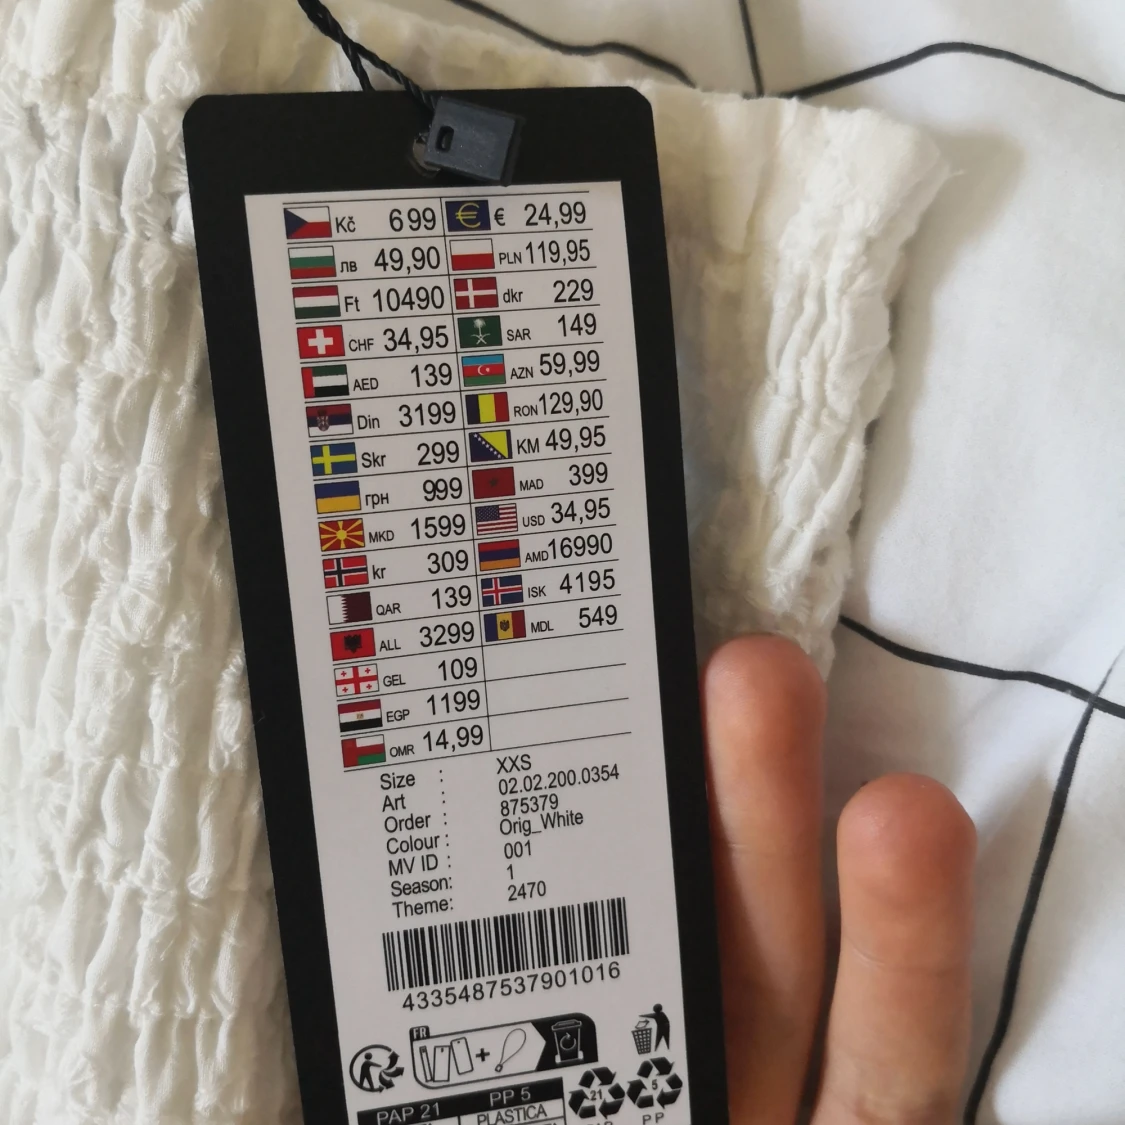 Kč 699 € 24,99
лв 49,90 PLN 119,95
Ft 10490 dkr 229
CHF 34,95 SAR 149
AED 139 AZN 59,99
Din 3199 RON 129,90
Skr 299 KM 49,95
грн 999 MAD 399
MKD 1599 USD 34,95
kr 309 AMD 16990
QAR 139 ISK 4195
ALL 3299 MDL 549
GEL 109
EGP 1199
OMR 14,99
Size : XXS
Art : 02.02.200.0354
Order : 875379
Colour : Orig_White
MV ID : 001
Season: 1
Theme: 2470
4335487537901016
FR
+
21 5
PAP 21 PP 5
PLASTICA PP